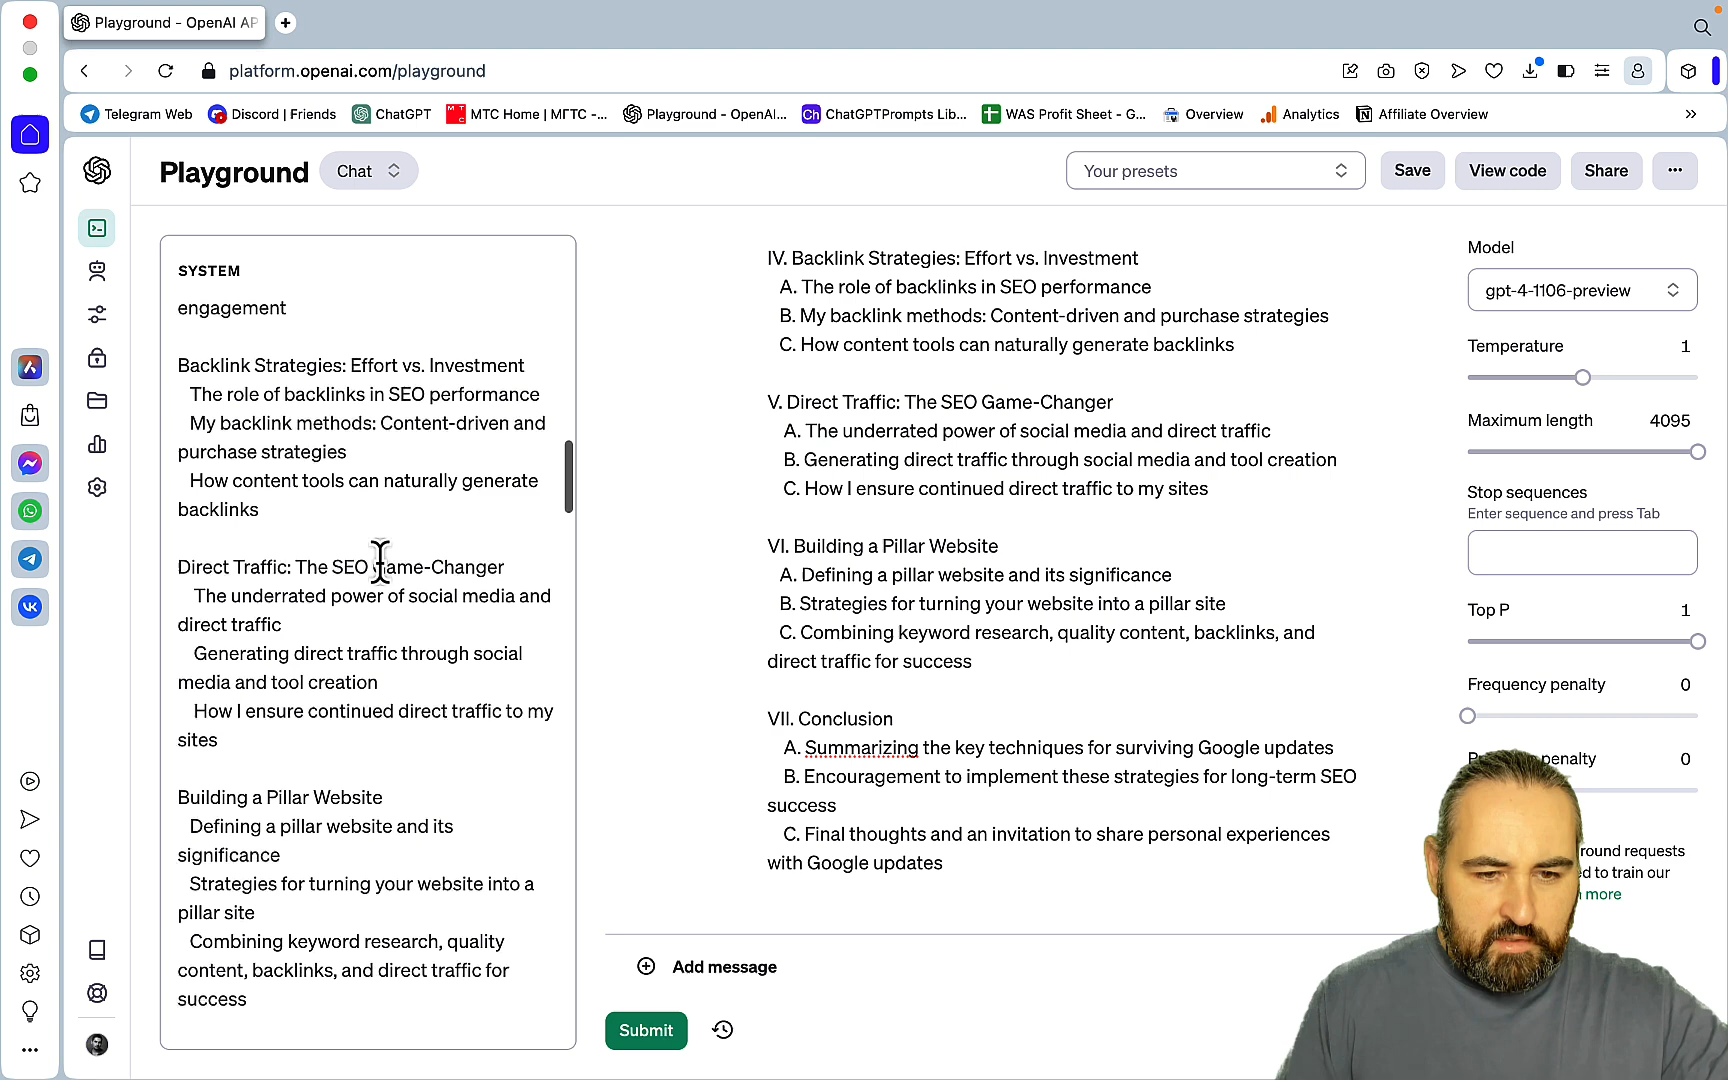 Playground - OpenAI AP
platform.openai.com/playground
Telegram Web
Discord | Friends
ChatGPT
МТС Home | МГТС -...
Playground - OpenAI...
Ch
ChatGPTPrompts Lib...
WAS Profit Sheet - G...
Overview
Analytics
Affiliate Overview
Playground
Chat
Your presets
Save
View code
Share
SYSTEM
engagement
Backlink Strategies: Effort vs. Investment
The role of backlinks in SEO performance
My backlink methods: Content-driven and
purchase strategies
How content tools can naturally generate
backlinks
Direct Traffic: The SEO Game-Changer
The underrated power of social media and
direct traffic
Generating direct traffic through social
media and tool creation
How I ensure continued direct traffic to my
sites
Building a Pillar Website
Defining a pillar website and its
significance
Strategies for turning your website into a
pillar site
Combining keyword research, quality
content, backlinks, and direct traffic for
success
IV. Backlink Strategies: Effort vs. Investment
A. The role of backlinks in SEO performance
B. My backlink methods: Content-driven and purchase strategies
C. How content tools can naturally generate backlinks
V. Direct Traffic: The SEO Game-Changer
A. The underrated power of social media and direct traffic
B. Generating direct traffic through social media and tool creation
C. How I ensure continued direct traffic to my sites
VI. Building a Pillar Website
A. Defining a pillar website and its significance
B. Strategies for turning your website into a pillar site
C. Combining keyword research, quality content, backlinks, and
direct traffic for success
VII. Conclusion
A. Summarizing the key techniques for surviving Google updates
B. Encouragement to implement these strategies for long-term SEO
success
C. Final thoughts and an invitation to share personal experiences
with Google updates
Add message
Submit
Model
gpt-4-1106-preview
Temperature 1
Maximum length 4095
Stop sequences
Enter sequence and press Tab
Top P 1
Frequency penalty 0
penalty 0
round requests
ed to train our
more